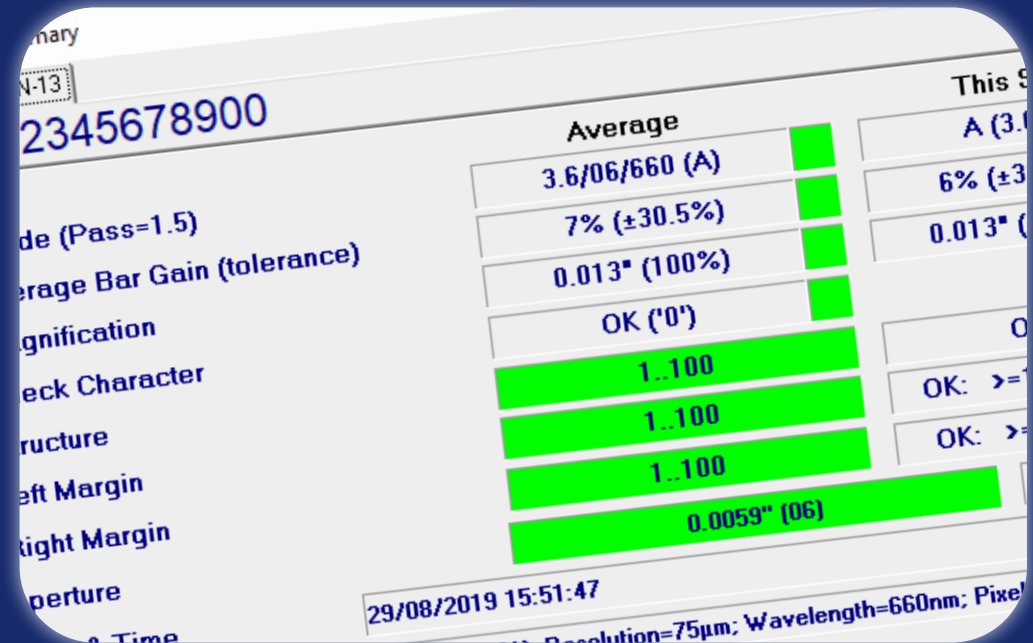 mary
N-13
2345678900
Average This S
de (Pass=1.5) 3.6/06/660 (A) A (3.
erage Bar Gain (tolerance) 7% (±30.5%) 6% (±3
gnification 0.013" (100%) 0.013" (
eck Character OK ('0')
ructure 1..100 O
eft Margin 1..100 OK: >=
Right Margin 1..100 OK: >=
perture 0.0059" (06)
& Time 29/08/2019 15:51:47
Resolution=75µm; Wavelength=660nm; Pixel